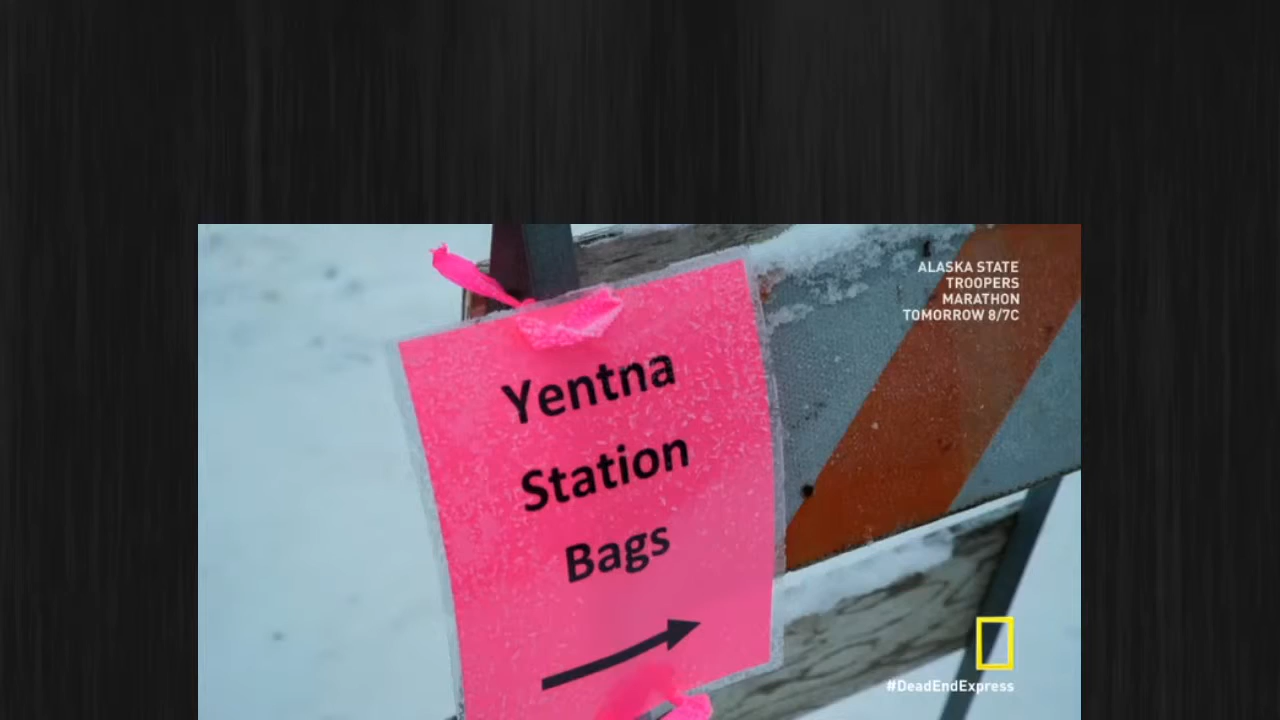 ALASKA STATE
TROOPERS
MARATHON
TOMORROW 8/7C
Yentna
Station
Bags
#DeadEndExpress